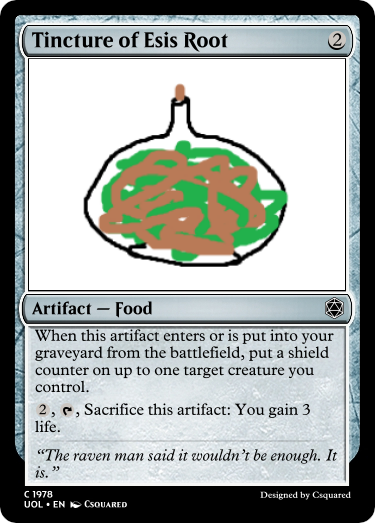 Tincture of Esis Root 2
Artifact — Food
When this artifact enters or is put into your
graveyard from the battlefield, put a shield
counter on up to one target creature you
control.
2, , Sacrifice this artifact: You gain 3
life.
“The raven man said it wouldn’t be enough. It
is.”
C 1978
UOL • EN Csquared
Designed by Csquared